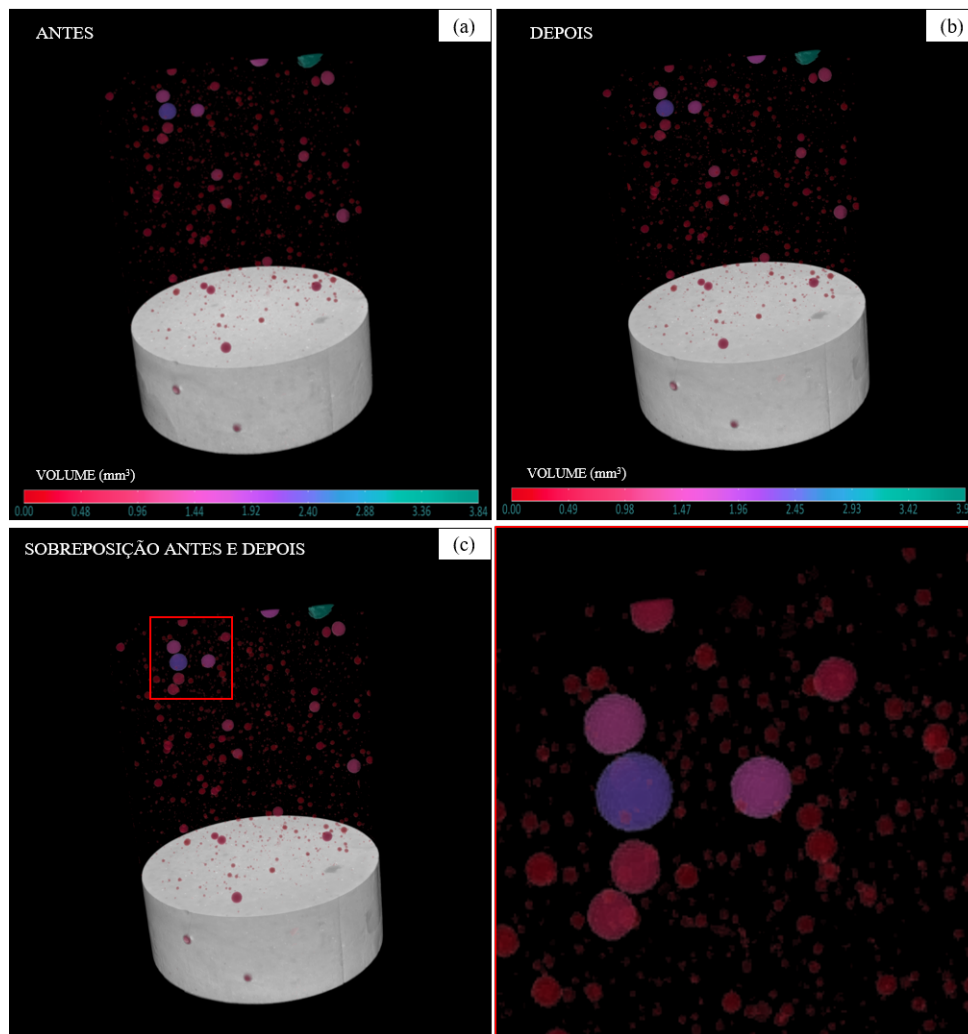 ANTES
(a)
VOLUME (mm³)
0.00 0.48 0.96 1.44 1.92 2.40 2.88 3.36 3.84
DEPOIS
(b)
VOLUME (mm³)
0.00 0.49 0.98 1.47 1.96 2.45 2.93 3.42 3.9
SOBREPOSIÇÃO ANTES E DEPOIS
(c)